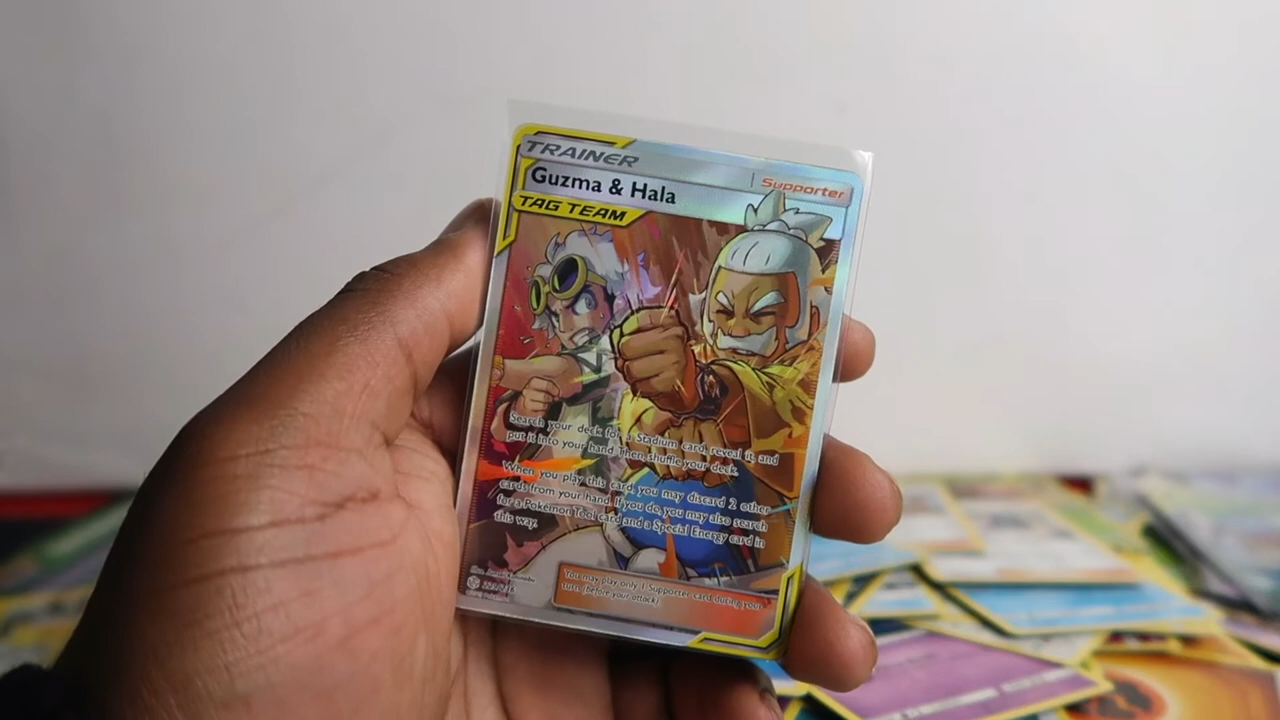 TRAINER
Supporter
Guzma & Hala
TAG TEAM
Search your deck for a Stadium card, reveal it, and
put it into your hand. Then, shuffle your deck.
When you play this card, you may discard 2 other
cards from your hand. If you do, you may also search
for a Pokémon Tool card and a Special Energy card in
this way.
Illus.
You may play only 1 Supporter card during your
turn (before your attack).